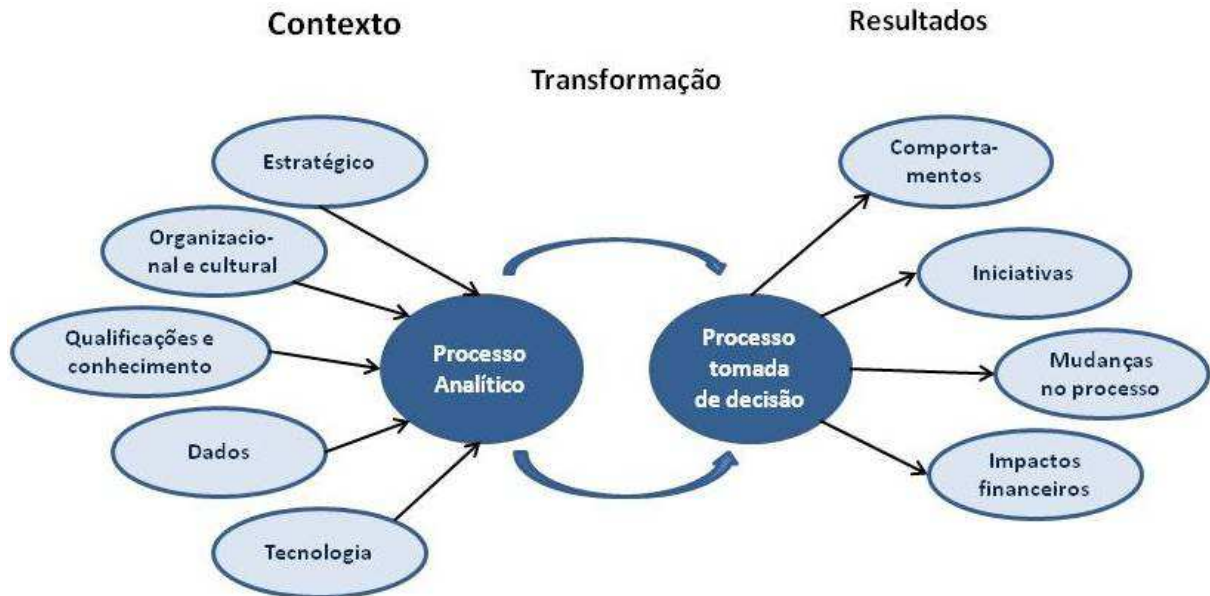 Contexto
Resultados
Transformação
Estratégico
Organizacio-
nal e cultural
Qualificações e
conhecimento
Dados
Tecnologia
Processo
Analítico
Processo
tomada
de decisão
Comporta-
mentos
Iniciativas
Mudanças
no processo
Impactos
financeiros